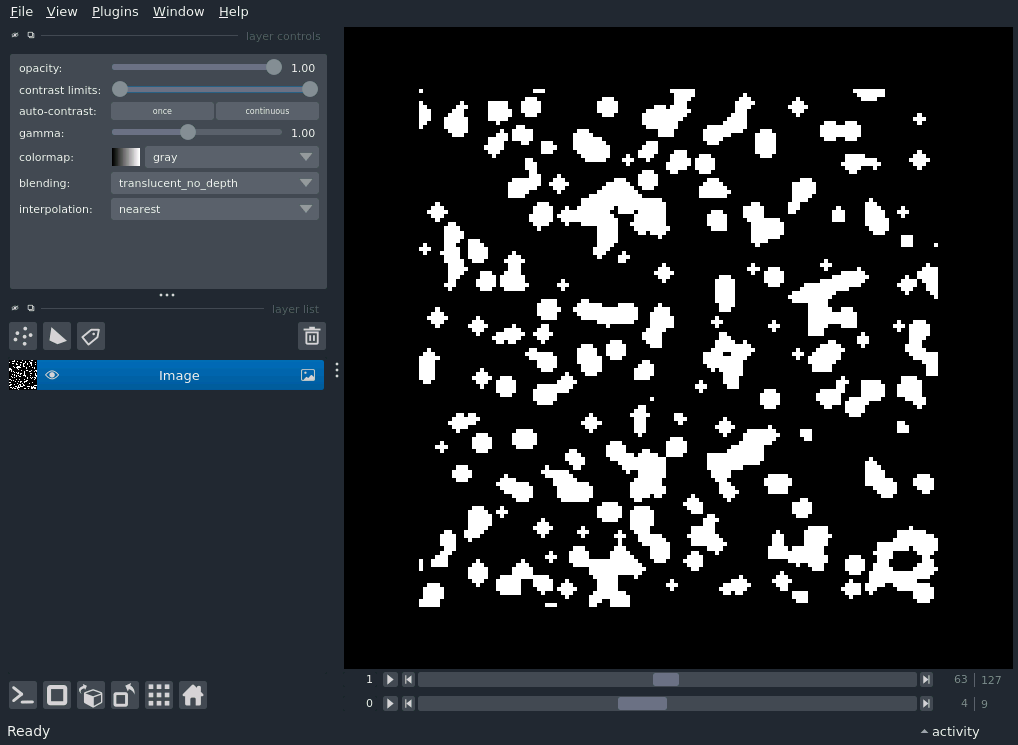 File View Plugins Window Help
layer controls
opacity: 1.00
contrast limits:
auto-contrast: once continuous
gamma: 1.00
colormap: gray
blending: translucent_no_depth
interpolation: nearest
layer list
Image
1 63 127
0 4 9
Ready activity